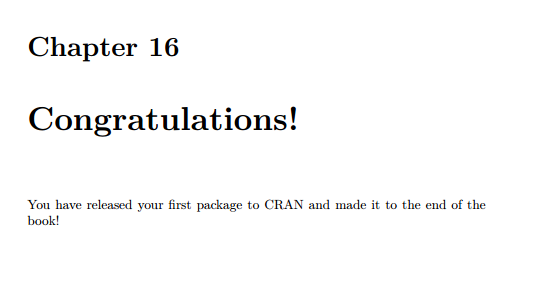 Chapter 16
Congratulations!
You have released your first package to CRAN and made it to the end of the
book!